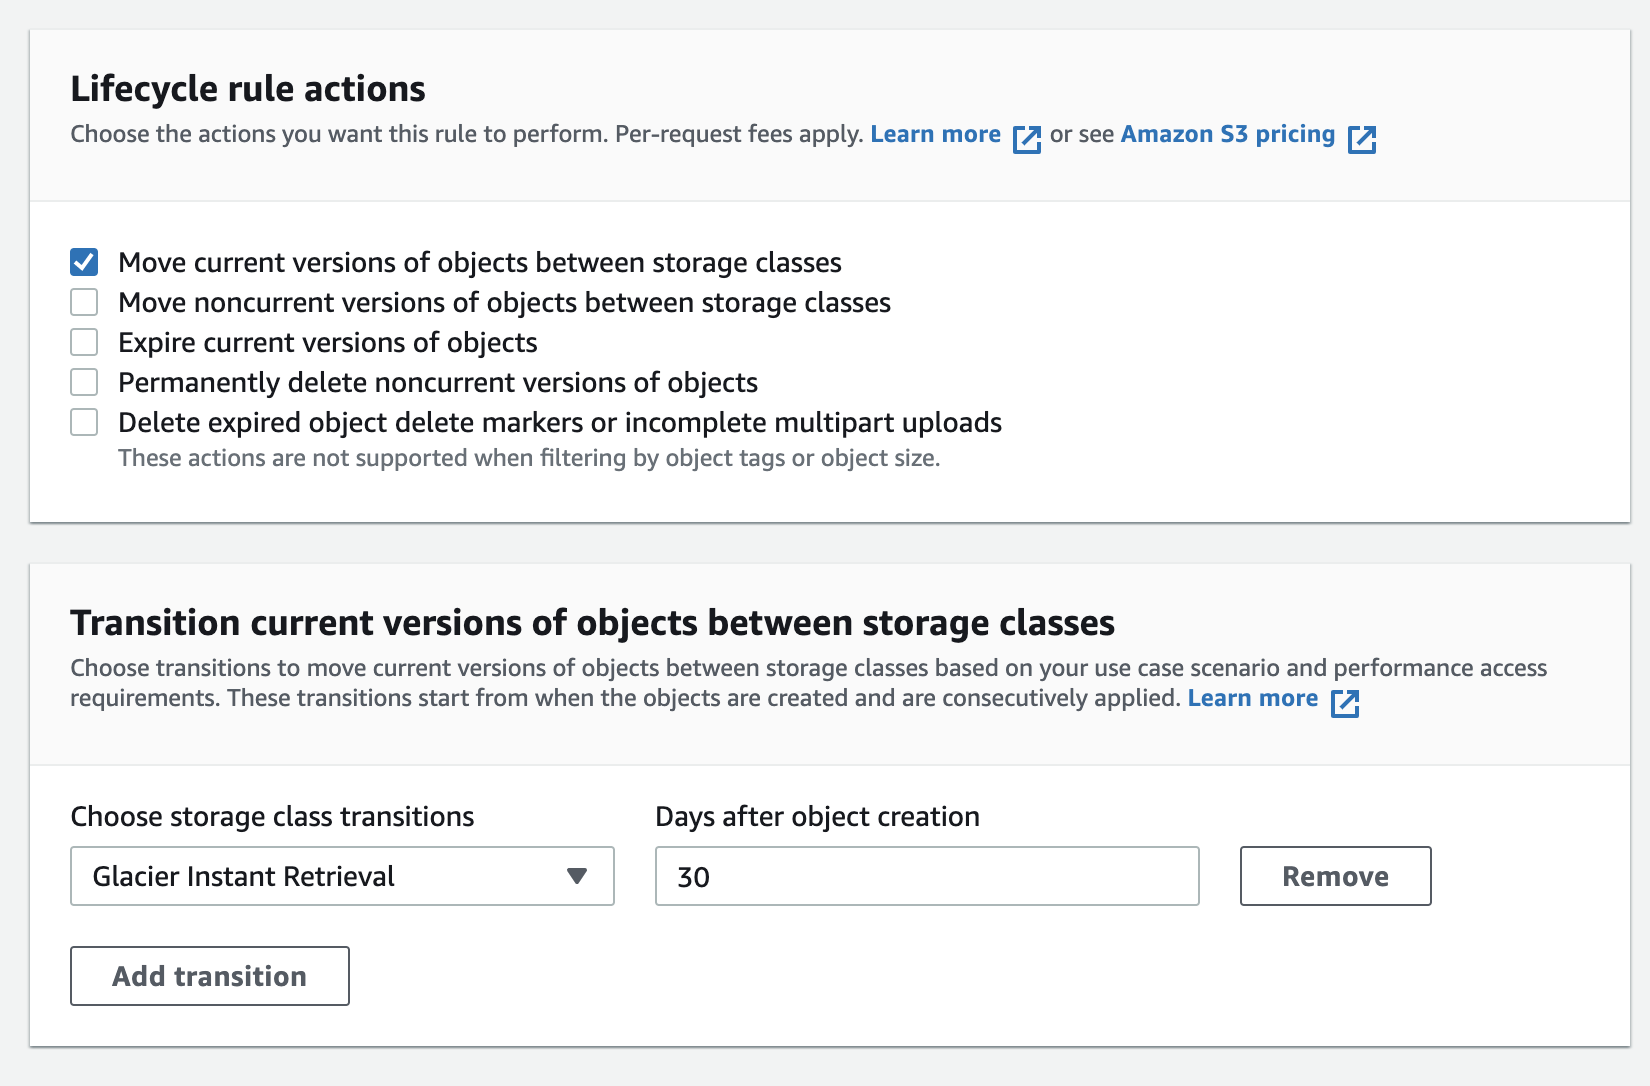 Lifecycle rule actions
Choose the actions you want this rule to perform. Per-request fees apply. Learn more or see Amazon S3 pricing
Move current versions of objects between storage classes
Move noncurrent versions of objects between storage classes
Expire current versions of objects
Permanently delete noncurrent versions of objects
Delete expired object delete markers or incomplete multipart uploads
These actions are not supported when filtering by object tags or object size.
Transition current versions of objects between storage classes
Choose transitions to move current versions of objects between storage classes based on your use case scenario and performance access
requirements. These transitions start from when the objects are created and are consecutively applied. Learn more
Choose storage class transitions
Days after object creation
Glacier Instant Retrieval
30
Remove
Add transition